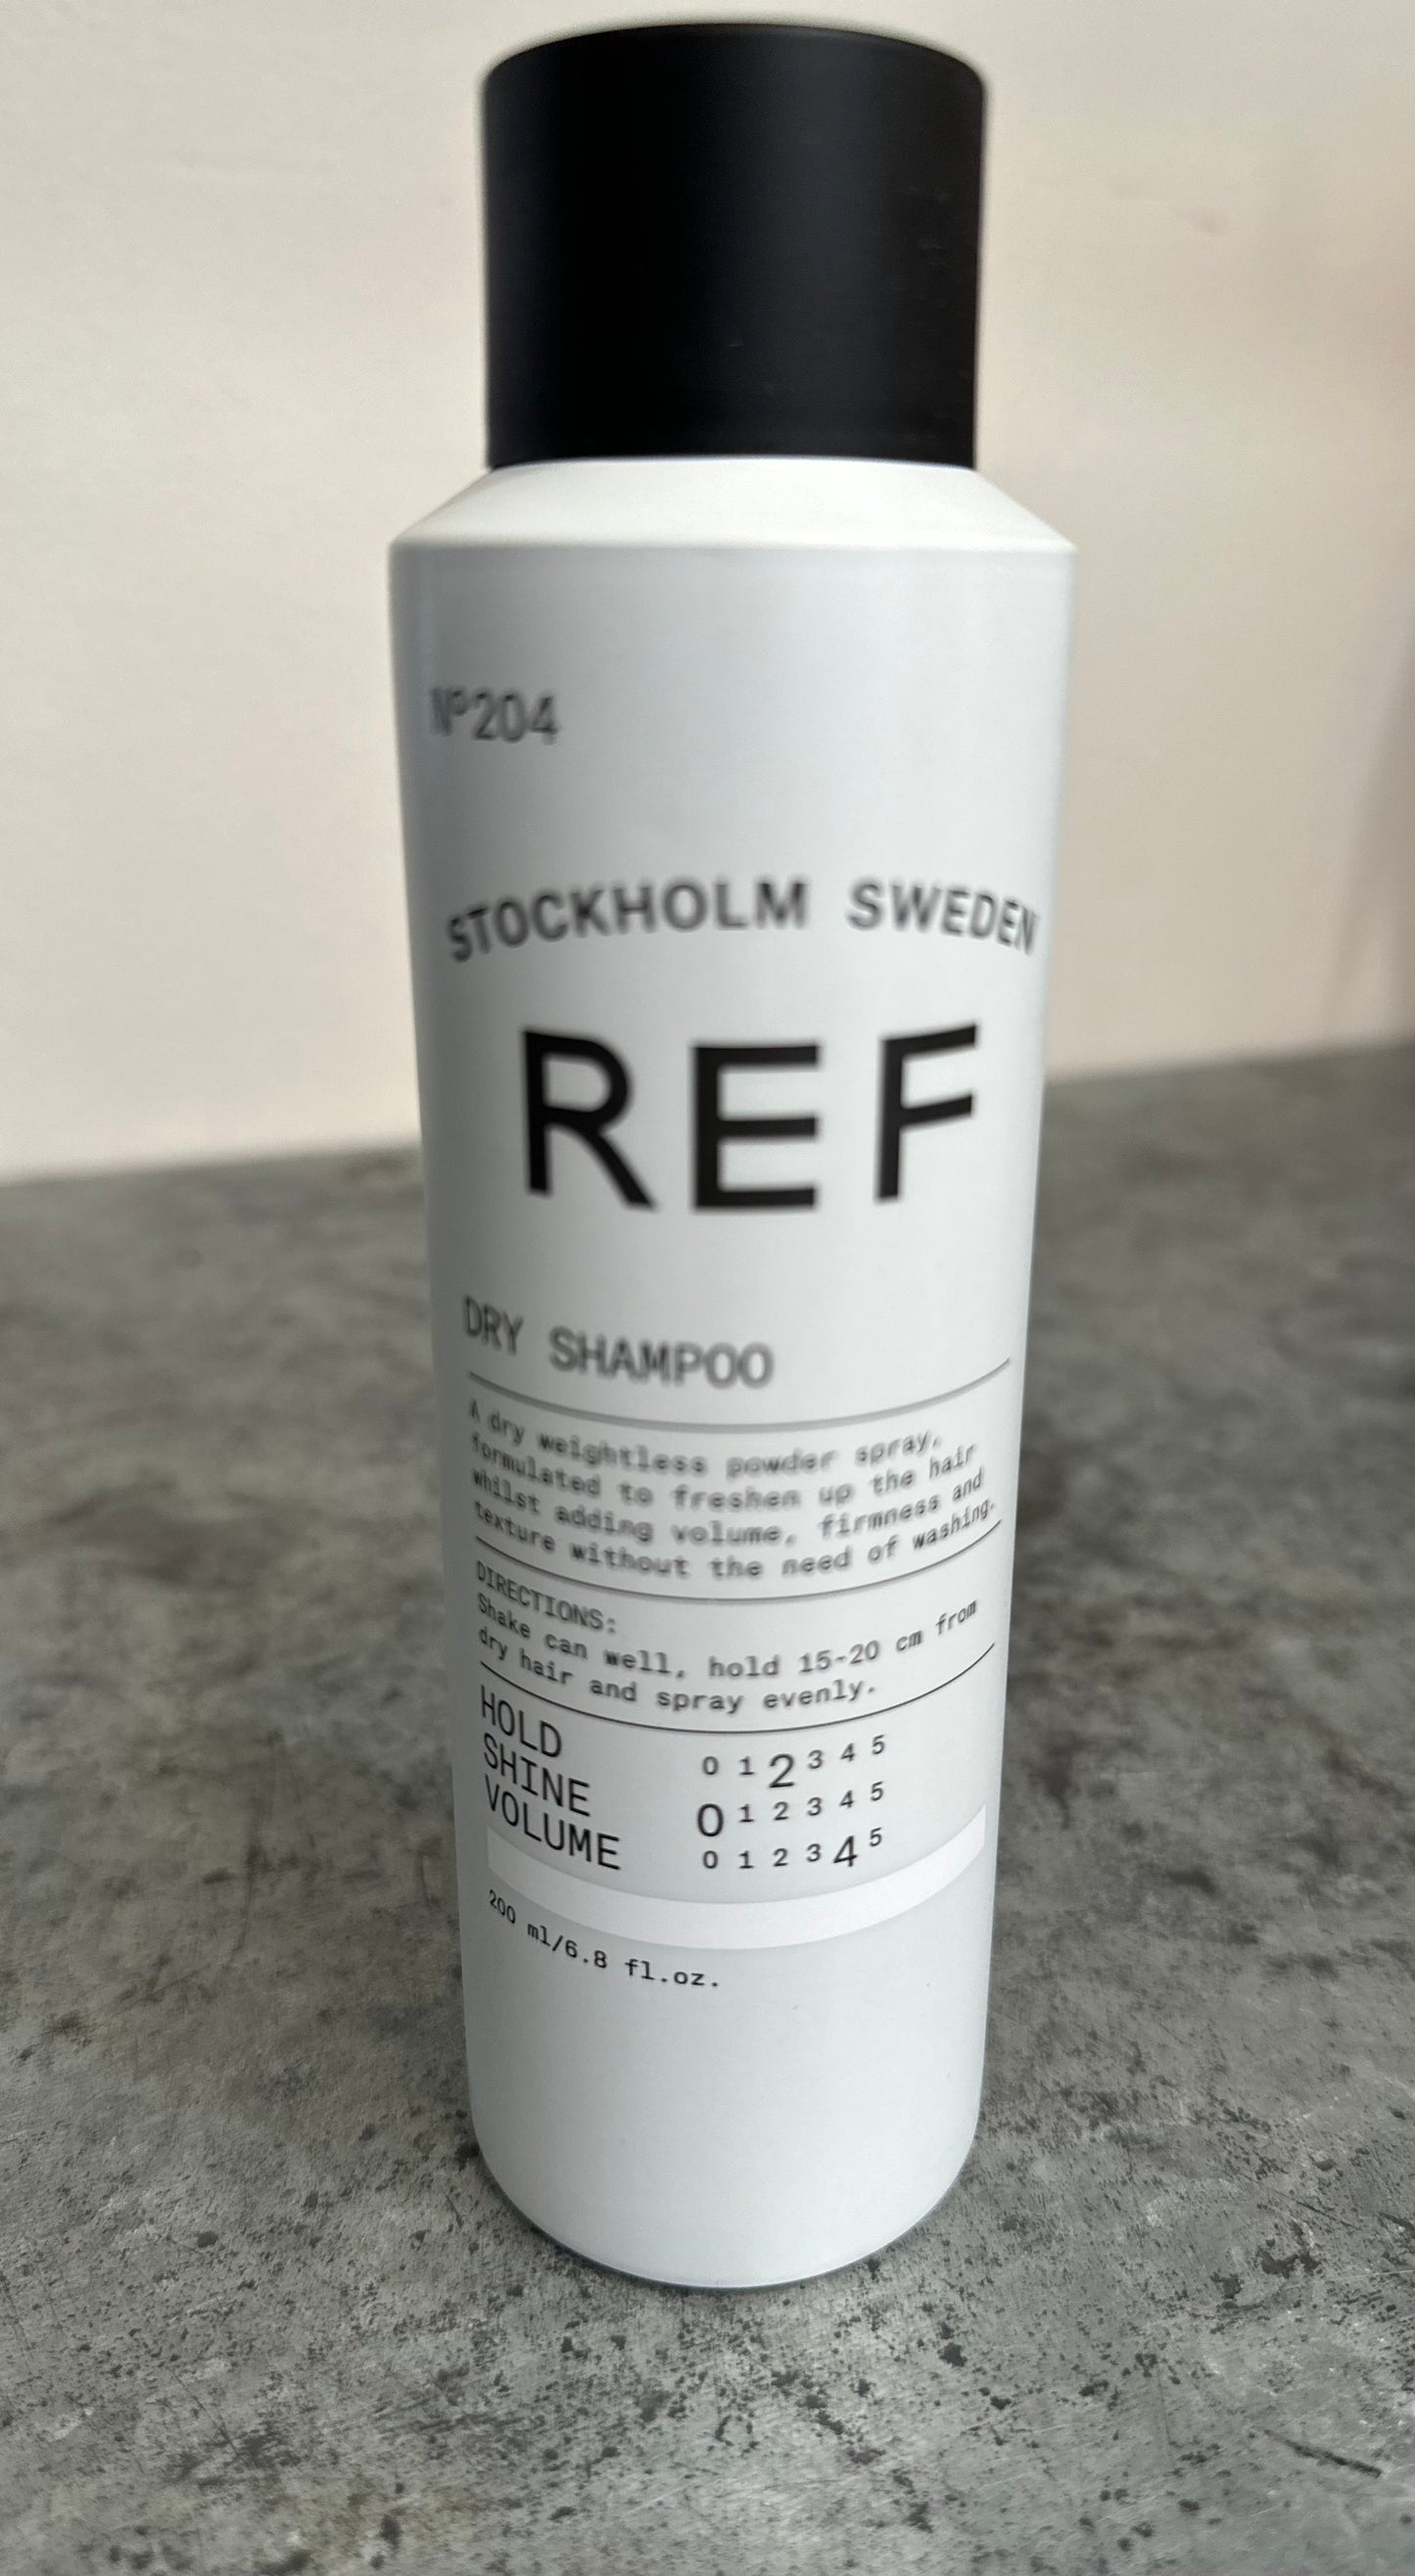 Nº204
STOCKHOLM SWEDEN
REF
DRY SHAMPOO
A dry weightless powder spray,
formulated to freshen up the hair
whilst adding volume, firmness and
texture without the need of washing.
DIRECTIONS:
Shake can well, hold 15-20 cm from
dry hair and spray evenly.
HOLD 0 1 2 3 4 5
SHINE 0 1 2 3 4 5
VOLUME 0 1 2 3 4 5
200 ml/6.8 fl.oz.